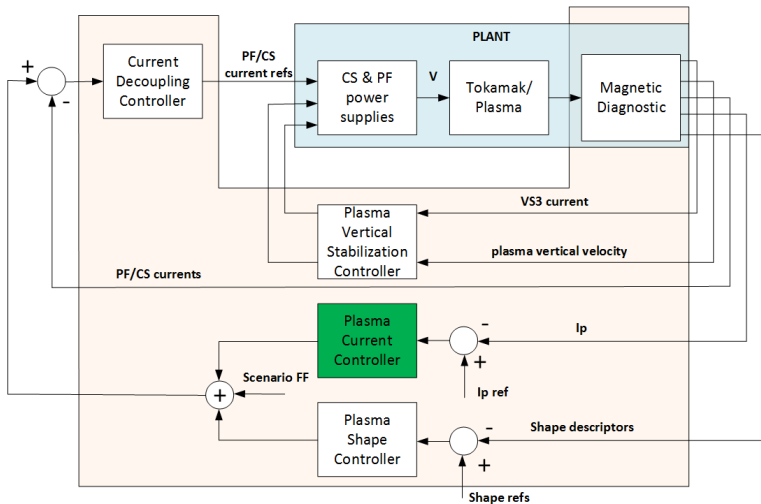 PLANT
+
-
Current
Decoupling
Controller
PF/CS
current refs
CS & PF
power
supplies
V
Tokamak/
Plasma
Magnetic
Diagnostic
VS3 current
Plasma
Vertical
Stabilization
Controller
plasma vertical velocity
PF/CS currents
Plasma
Current
Controller
-
+
Ip
Ip ref
Scenario FF
+
Plasma
Shape
Controller
-
+
Shape descriptors
Shape refs